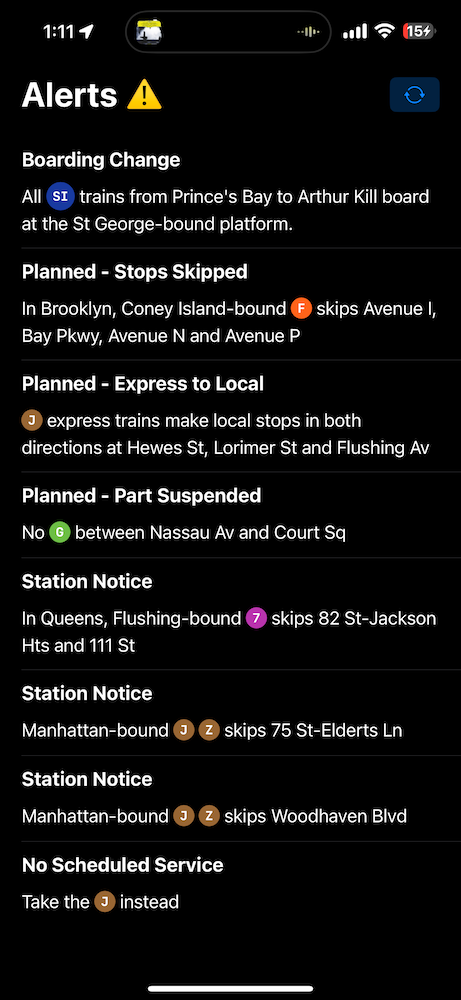 1:11
15
Alerts ⚠️
Boarding Change
All SI trains from Prince's Bay to Arthur Kill board
at the St George-bound platform.
Planned - Stops Skipped
In Brooklyn, Coney Island-bound F skips Avenue I,
Bay Pkwy, Avenue N and Avenue P
Planned - Express to Local
J express trains make local stops in both
directions at Hewes St, Lorimer St and Flushing Av
Planned - Part Suspended
No G between Nassau Av and Court Sq
Station Notice
In Queens, Flushing-bound 7 skips 82 St-Jackson
Hts and 111 St
Station Notice
Manhattan-bound J Z skips 75 St-Elderts Ln
Station Notice
Manhattan-bound J Z skips Woodhaven Blvd
No Scheduled Service
Take the J instead